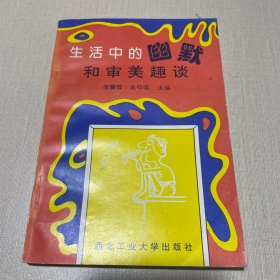 生活中的幽默
和审美趣谈
主编
西北工业大学出版社